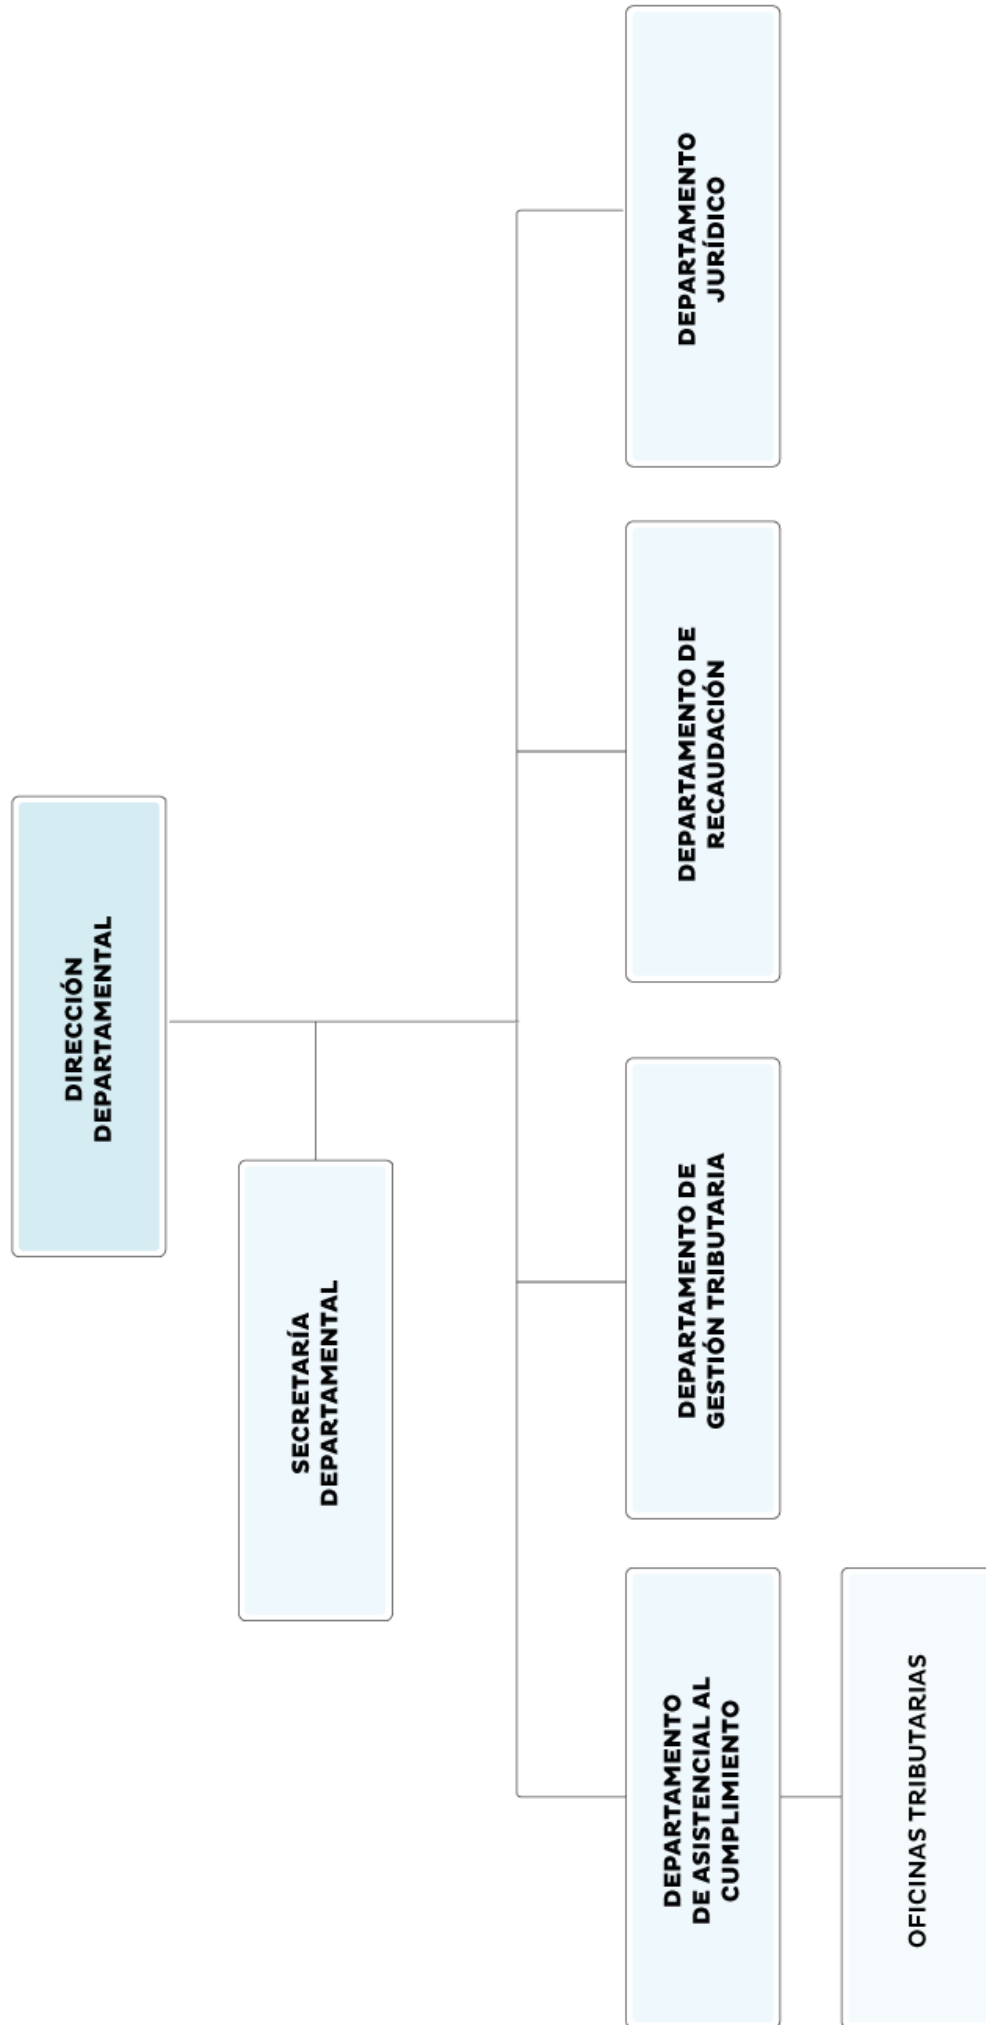 DIRECCIÓN
DEPARTAMENTAL
SECRETARÍA
DEPARTAMENTAL
DEPARTAMENTO
DE ASISTENCIAL AL
CUMPLIMIENTO
DEPARTAMENTO DE
GESTIÓN TRIBUTARIA
DEPARTAMENTO DE
RECAUDACIÓN
DEPARTAMENTO
JURÍDICO
OFICINAS TRIBUTARIAS